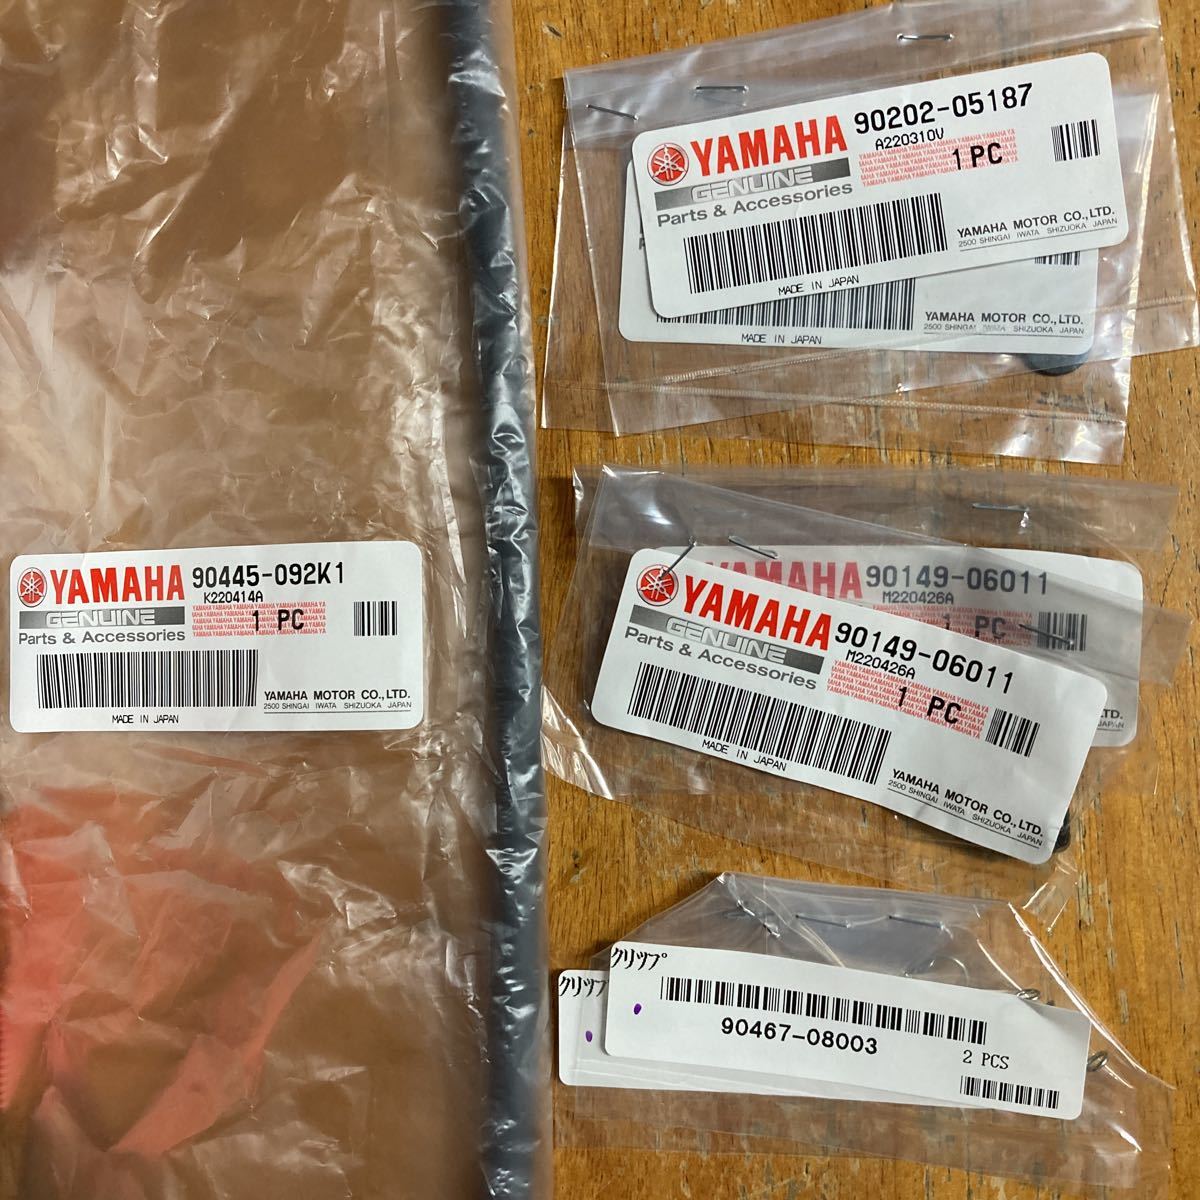 YAMAHA 90445-092K1
K220414A
GENUINE
1 PC
Parts & Accessories
YAMAHA MOTOR CO.,LTD.
2500 SHINGAI IWATA SHIZUOKA JAPAN
MADE IN JAPAN
YAMAHA 90202-05187
A220310V
GENUINE
1 PC
Parts & Accessories
YAMAHA MOTOR CO.,LTD.
2500 SHINGAI IWATA SHIZUOKA JAPAN
MADE IN JAPAN
YAMAHA MOTOR CO.,LTD.
2500 SHINGAI IWATA SHIZUOKA JAPAN
MADE IN JAPAN
YAMAHA 90149-06011
M220426A
1 PC
YAMAHA 90149-06011
M220426A
GENUINE
1 PC
Parts & Accessories
YAMAHA MOTOR CO.,LTD.
2500 SHINGAI IWATA SHIZUOKA JAPAN
MADE IN JAPAN
クリップ
クリップ
90467-08003
2 PCS